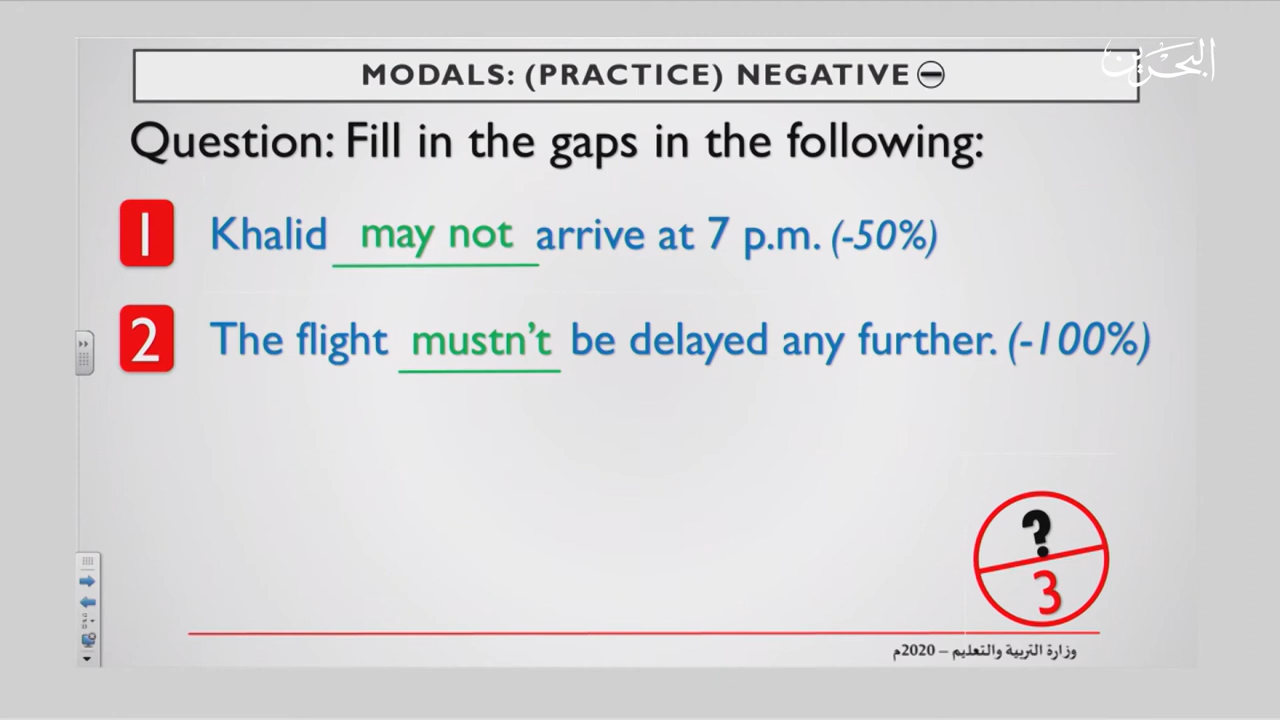 البحرين
MODALS: (PRACTICE) NEGATIVE
Question: Fill in the gaps in the following:
1 Khalid may not arrive at 7 p.m. (-50%)
2 The flight mustn't be delayed any further. (-100%)
?
3
وزارة التربية والتعليم – 2020م